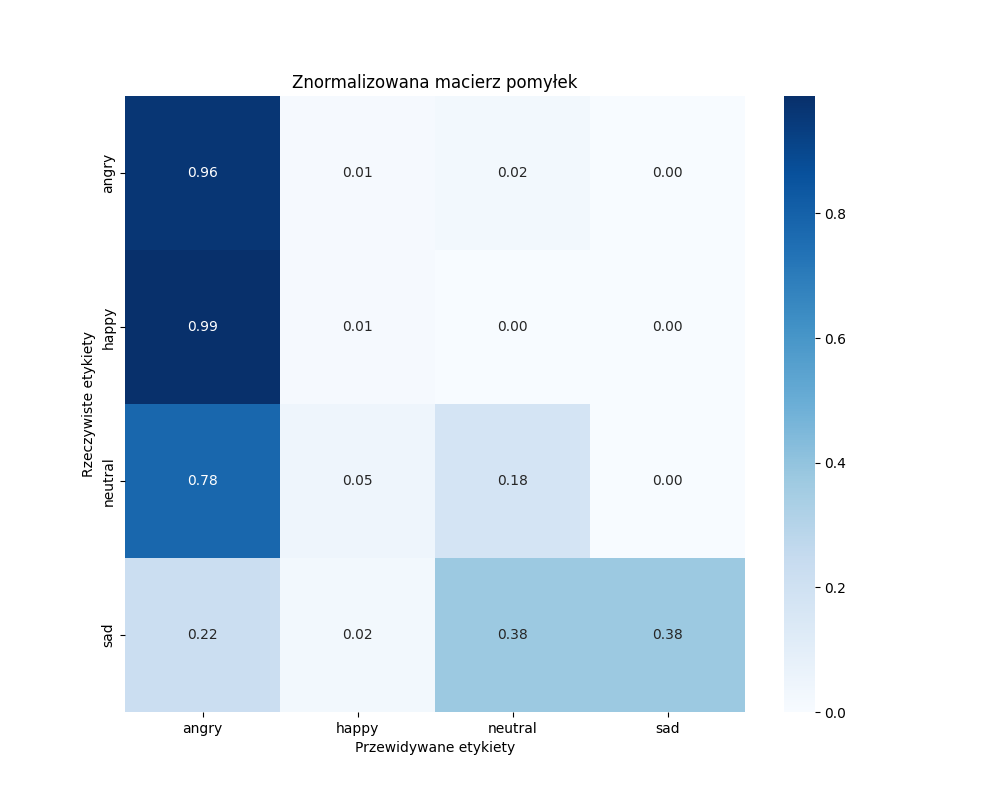 Znormalizowana macierz pomyłek
Rzeczywiste etykiety
angry 0.96 0.01 0.02 0.00
happy 0.99 0.01 0.00 0.00
neutral 0.78 0.05 0.18 0.00
sad 0.22 0.02 0.38 0.38
angry happy neutral sad
Przewidywane etykiety
0.8
0.6
0.4
0.2
0.0